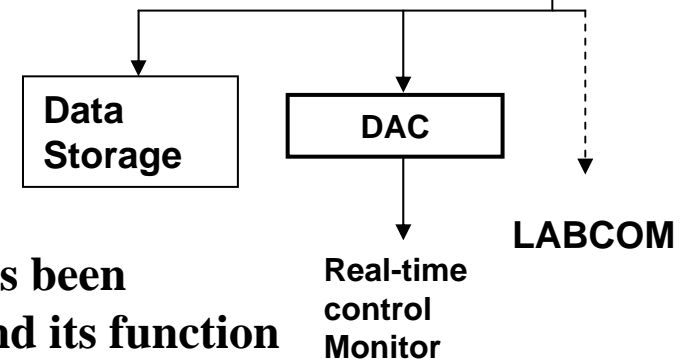 Data
Storage
DAC
LABCOM
Real-time
control
Monitor
s been
nd its function